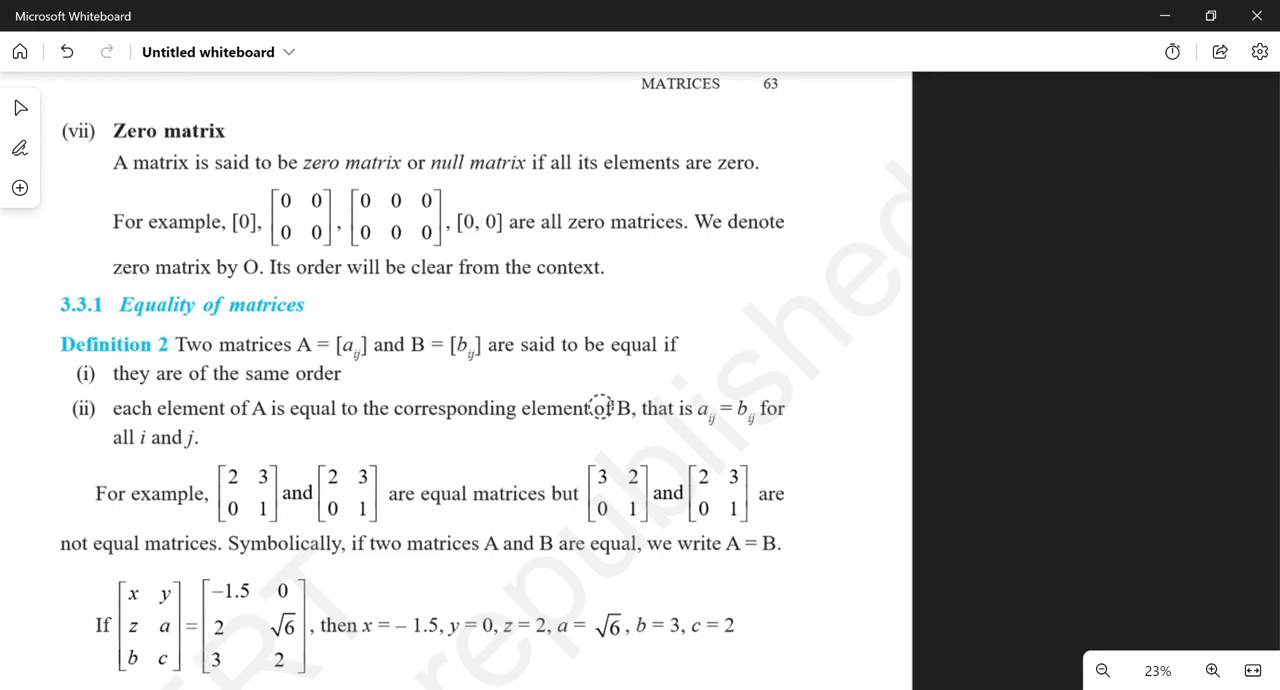 Microsoft Whiteboard
Untitled whiteboard
MATRICES 63
(vii) Zero matrix
A matrix is said to be zero matrix or null matrix if all its elements are zero.
For example, [0], [0 0; 0 0], [0 0 0; 0 0 0], [0, 0] are all zero matrices. We denote
zero matrix by O. Its order will be clear from the context.
3.3.1 Equality of matrices
Definition 2 Two matrices A = [a_ij] and B = [b_ij] are said to be equal if
(i) they are of the same order
(ii) each element of A is equal to the corresponding element of B, that is a_ij = b_ij for
all i and j.
For example, [2 3; 0 1] and [2 3; 0 1] are equal matrices but [3 2; 0 1] and [2 3; 0 1] are
not equal matrices. Symbolically, if two matrices A and B are equal, we write A = B.
If [x y; z a; b c] = [−1.5 0; 2 √6; 3 2], then x = − 1.5, y = 0, z = 2, a = √6, b = 3, c = 2
23%